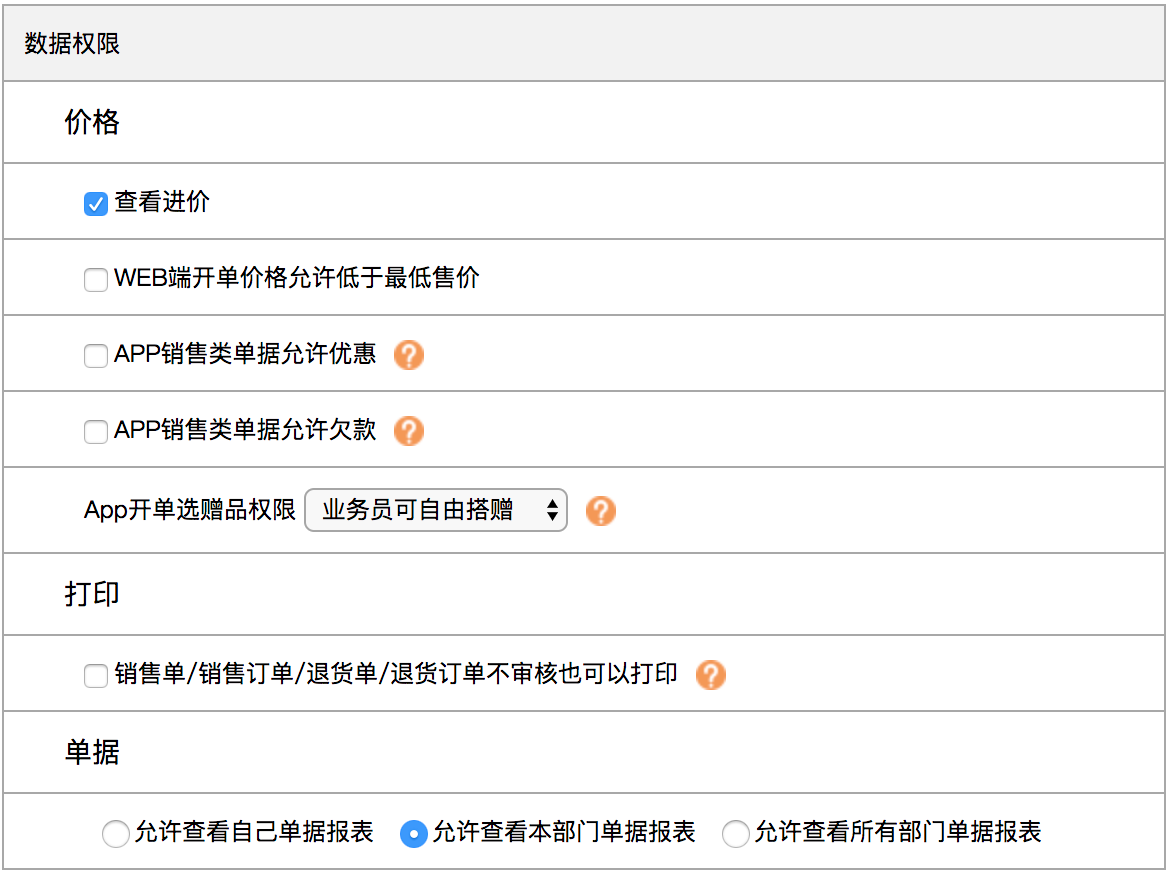 数据权限
价格
查看进价
WEB端开单价格允许低于最低售价
APP销售类单据允许优惠 ?
APP销售类单据允许欠款 ?
App开单选赠品权限 业务员可自由搭赠 ?
打印
销售单/销售订单/退货单/退货订单不审核也可以打印 ?
单据
允许查看自己单据报表 允许查看本部门单据报表 允许查看所有部门单据报表